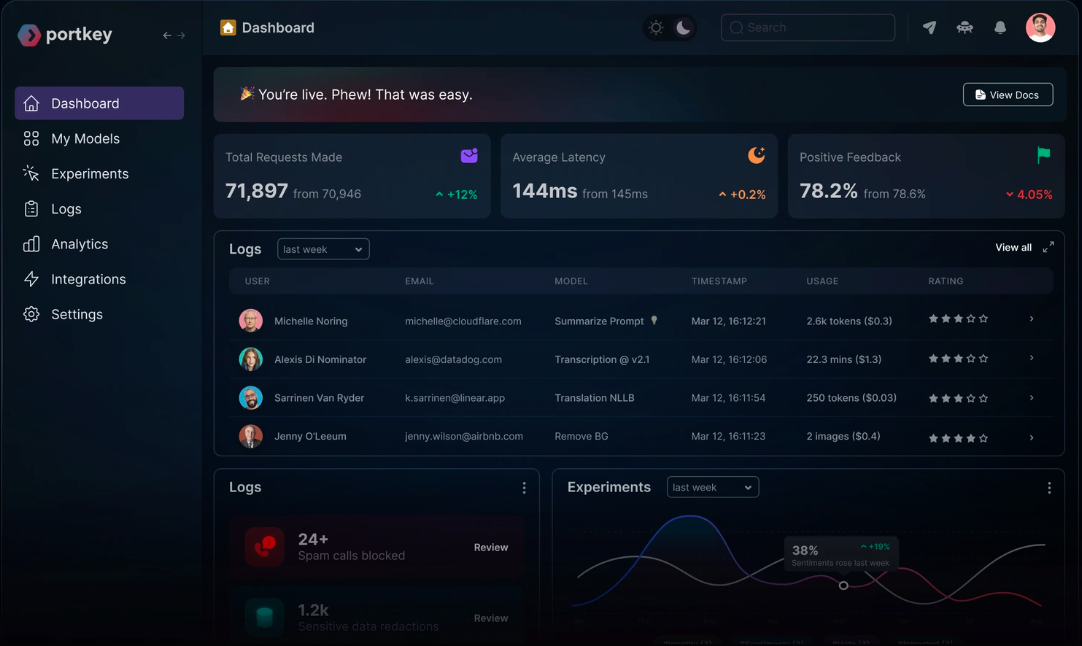 portkey
Dashboard
Search
Dashboard
My Models
Experiments
Logs
Analytics
Integrations
Settings
You're live. Phew! That was easy.
View Docs
Total Requests Made
71,897 from 70,946
+12%
Average Latency
144ms from 145ms
+0.2%
Positive Feedback
78.2% from 78.6%
4.05%
Logs
last week
View all
USER EMAIL MODEL TIMESTAMP USAGE RATING
Michelle Noring michelle@cloudflare.com Summarize Prompt Mar 12, 16:12:21 2.6k tokens ($0.3)
Alexis Di Nominator alexis@datadog.com Transcription @ v2.1 Mar 12, 16:12:06 22.3 mins ($1.3)
Sarrinen Van Ryder k.sarrinen@linear.app Translation NLLB Mar 12, 16:11:54 250 tokens ($0.03)
Jenny O'Leeum jenny.wilson@airbnb.com Remove BG Mar 12, 16:11:23 2 images ($0.4)
Logs
24+
Spam calls blocked
Review
1.2k
Sensitive data redactions
Review
Experiments
last week
38%
+19%
Sentiments rose last week